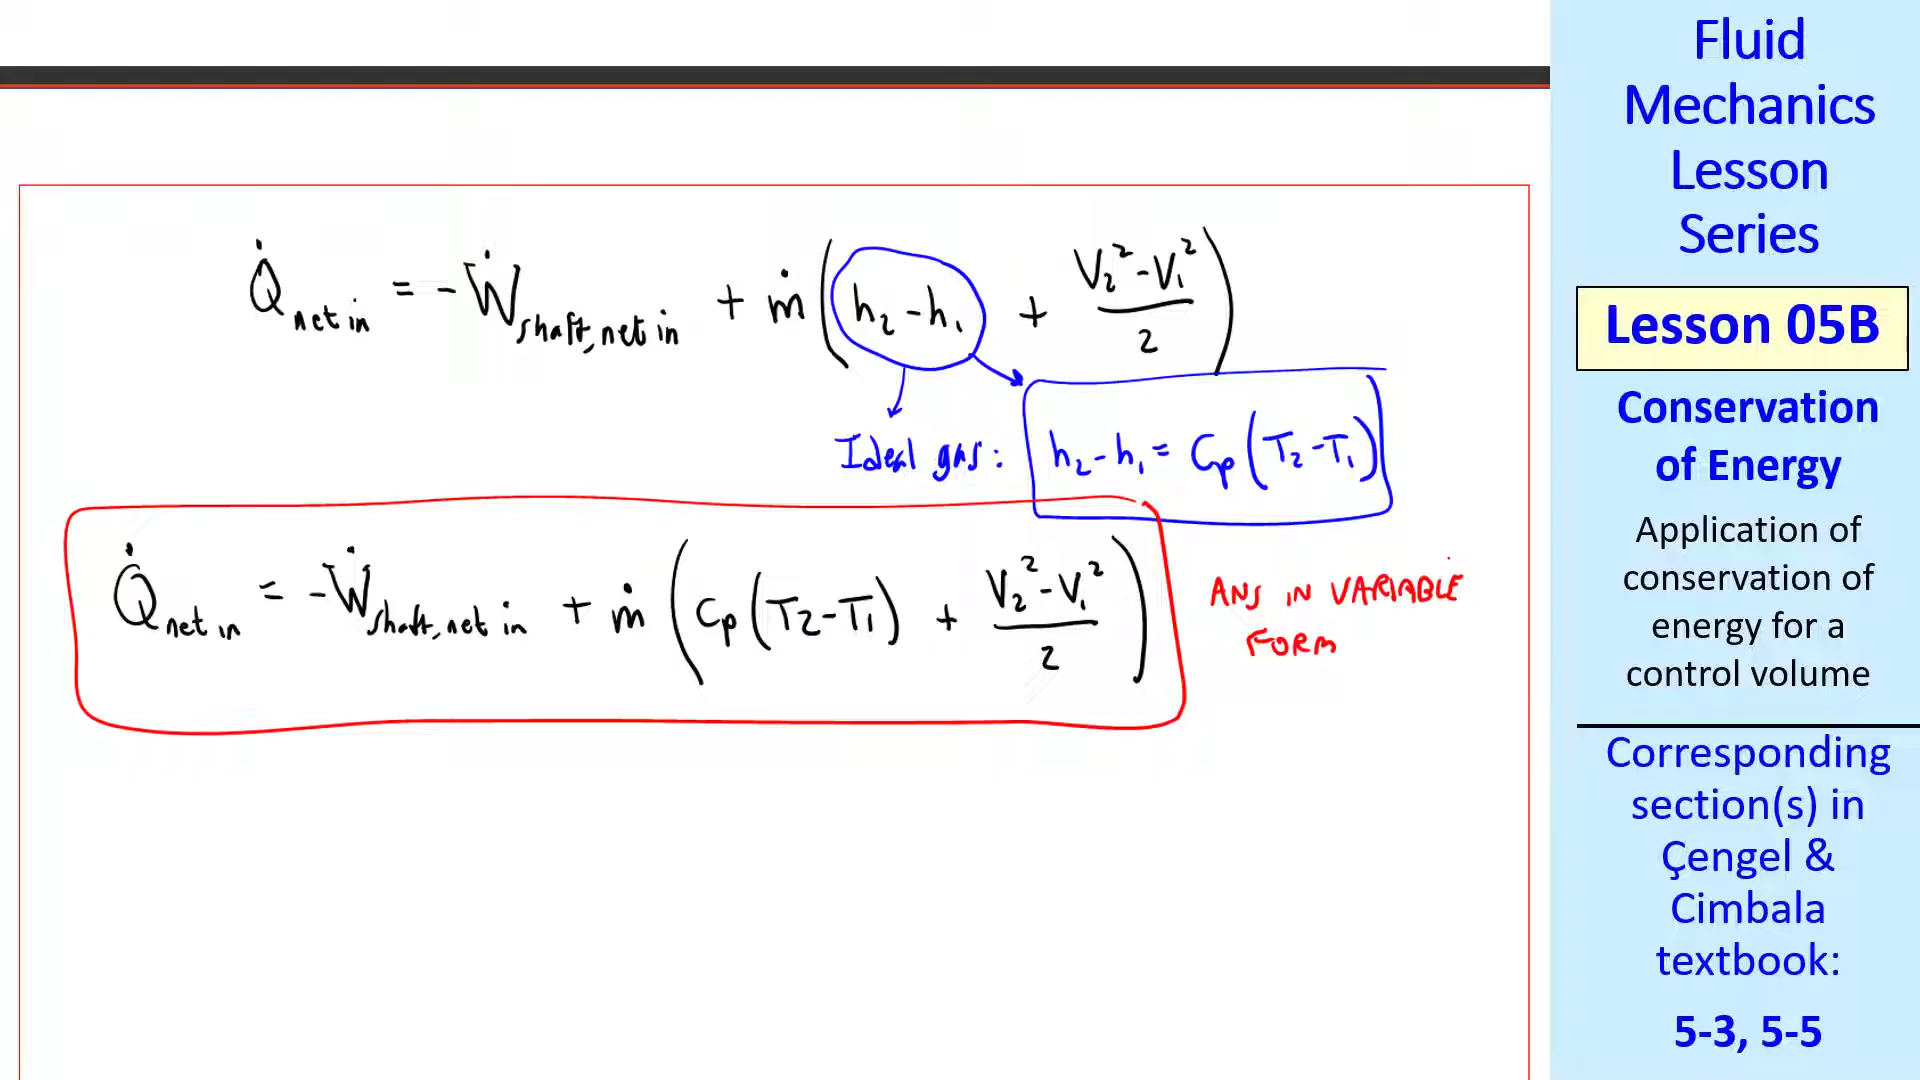 Q̇ net in = -Ẇ shaft, net in + ṁ (h₂ - h₁ + (V₂² - V₁²)/2)
Ideal gas: h₂ - h₁ = Cp (T₂ - T₁)
Q̇ net in = -Ẇ shaft, net in + ṁ (Cp (T₂ - T₁) + (V₂² - V₁²)/2)
ANS IN VARIABLE
FORM
Fluid
Mechanics
Lesson
Series
Lesson 05B
Conservation
of Energy
Application of
conservation of
energy for a
control volume
Corresponding
section(s) in
Çengel &
Cimbala
textbook:
5-3, 5-5